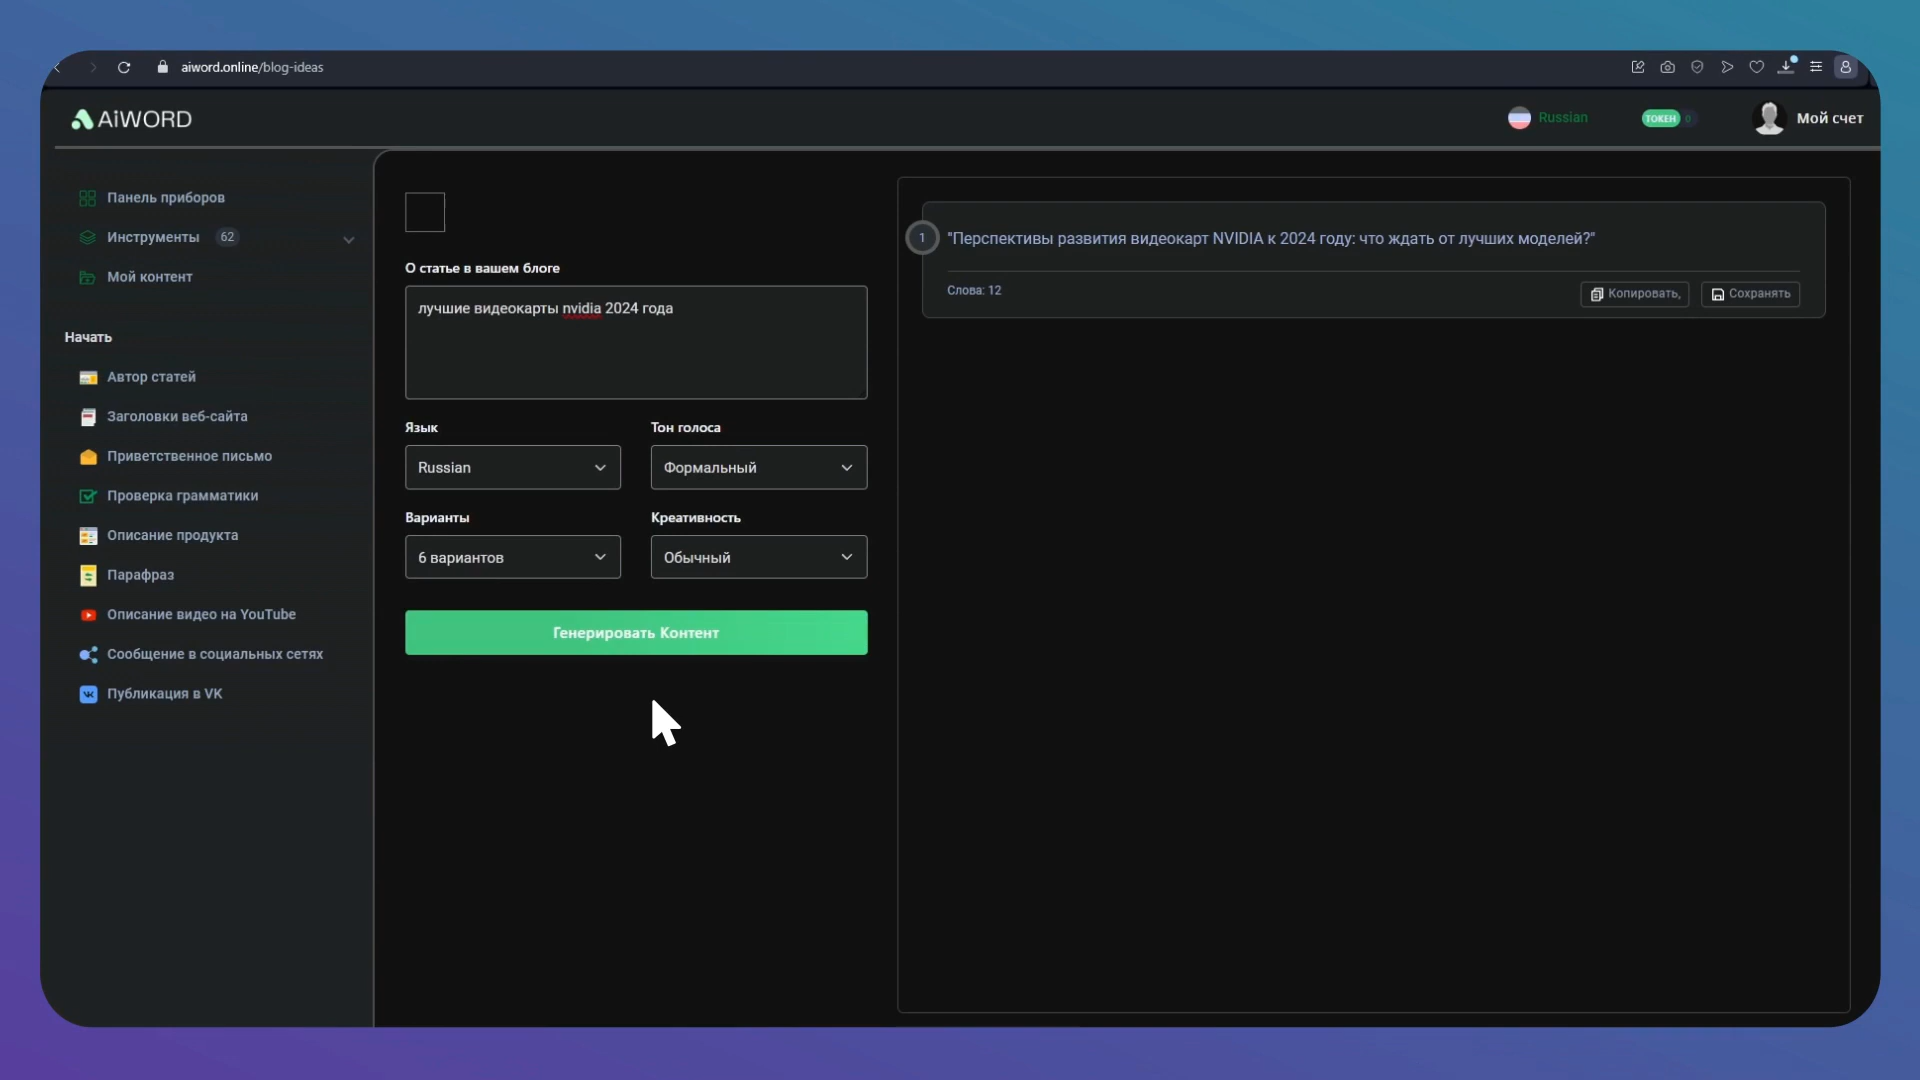 aiword.online/blog-ideas
AiWORD
Russian
ТОКЕН 0
Мой счет
Панель приборов
Инструменты 62
Мой контент
Начать
Автор статей
Заголовки веб-сайта
Приветственное письмо
Проверка грамматики
Описание продукта
Парафраз
Описание видео на YouTube
Сообщение в социальных сетях
Публикация в VK
О статье в вашем блоге
лучшие видеокарты nvidia 2024 года
Язык
Тон голоса
Russian
Формальный
Варианты
Креативность
6 вариантов
Обычный
Генерировать Контент
1
"Перспективы развития видеокарт NVIDIA к 2024 году: что ждать от лучших моделей?"
Слова: 12
Копировать,
Сохранять